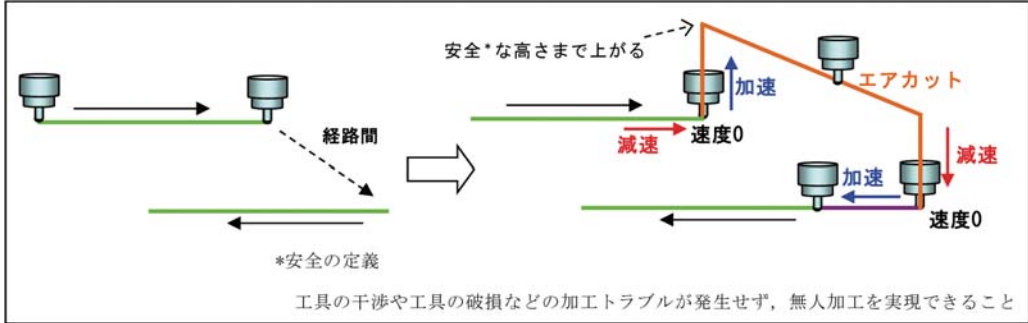 安全*な高さまで上がる
加速
エアカット
経路間
減速
速度0
減速
加速
速度0
*安全の定義
工具の干渉や工具の破損などの加工トラブルが発生せず,無人加工を実現できること